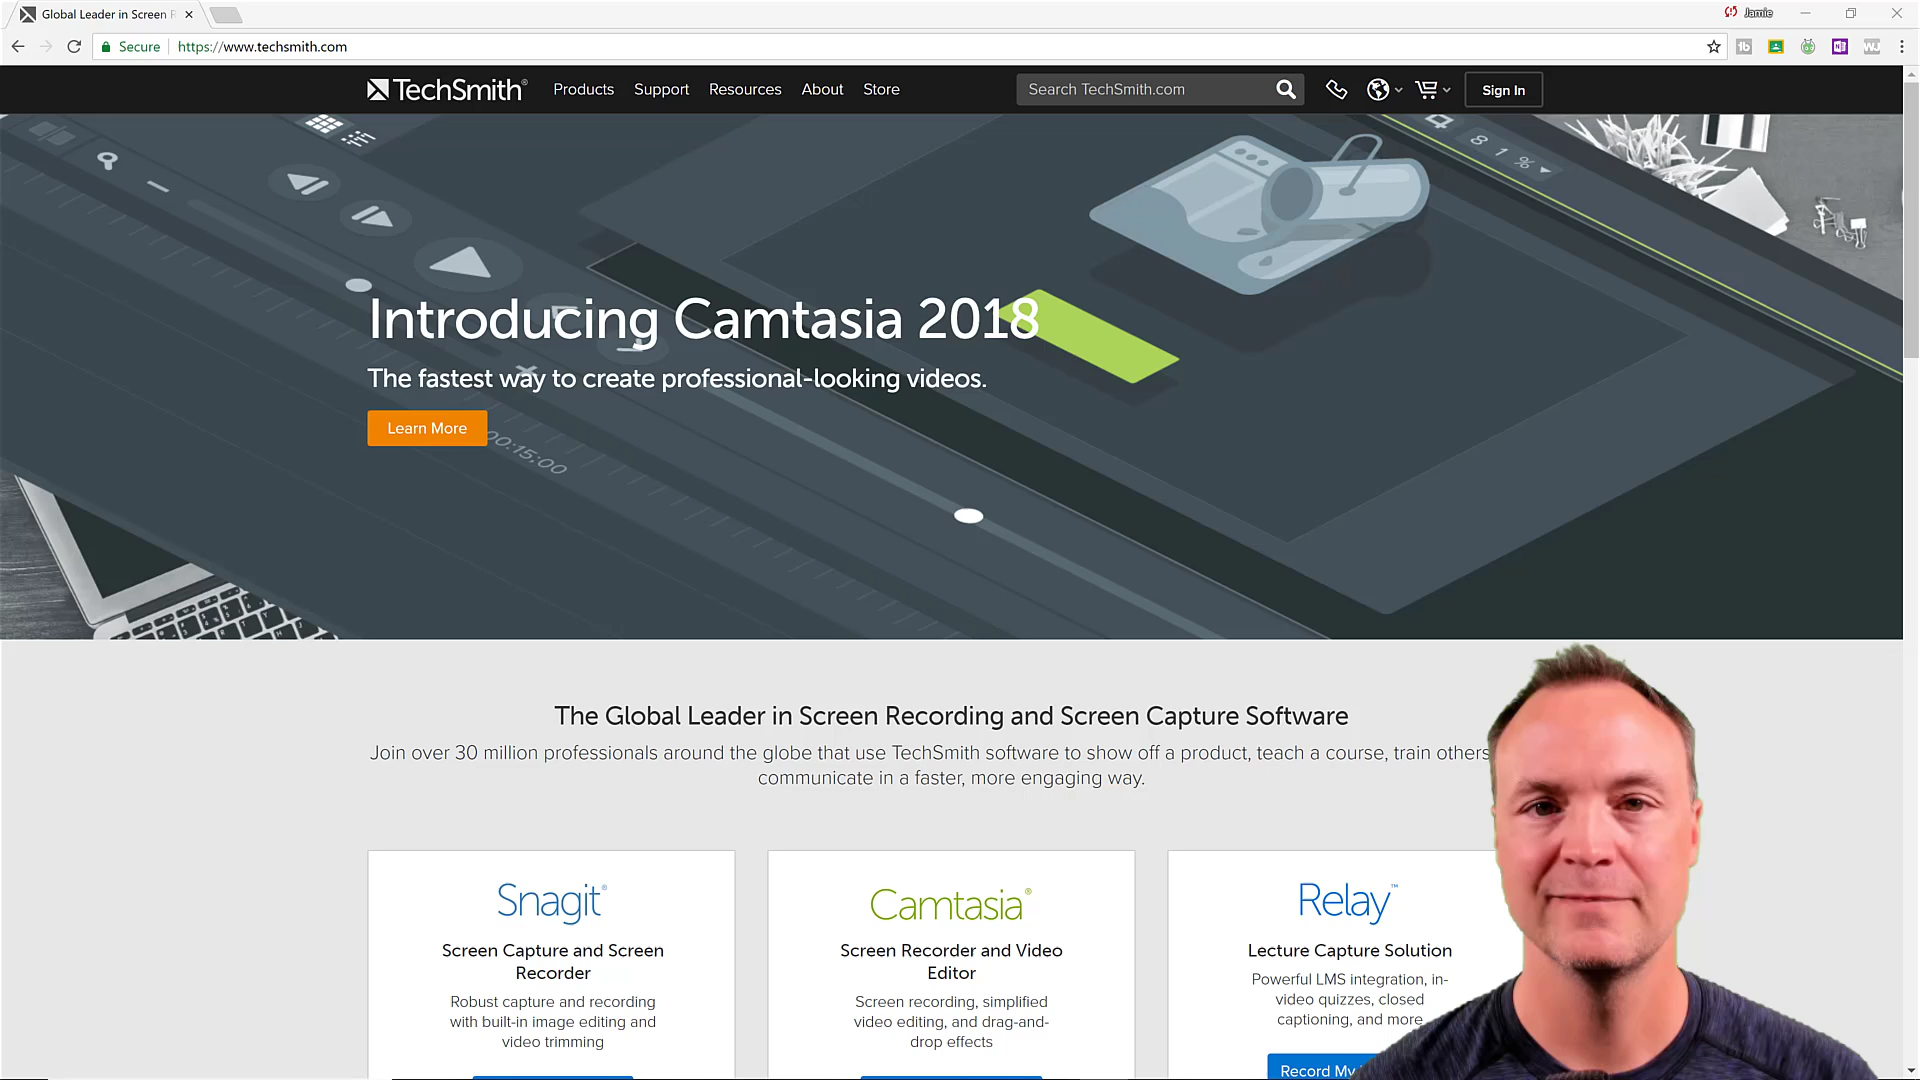 Global Leader in Screen R
Jamie
Secure
https://www.techsmith.com
TechSmith®
Products
Support
Resources
About
Store
Search TechSmith.com
Sign In
8 1 %
Introducing Camtasia 2018
The fastest way to create professional-looking videos.
Learn More
00:15;00
The Global Leader in Screen Recording and Screen Capture Software
Join over 30 million professionals around the globe that use TechSmith software to show off a product, teach a course, train others
communicate in a faster, more engaging way.
Snagit®
Screen Capture and Screen
Recorder
Robust capture and recording
with built-in image editing and
video trimming
Camtasia®
Screen Recorder and Video
Editor
Screen recording, simplified
video editing, and drag-and-
drop effects
Relay™
Lecture Capture Solution
Powerful LMS integration, in-
video quizzes, closed
captioning, and more
Record My